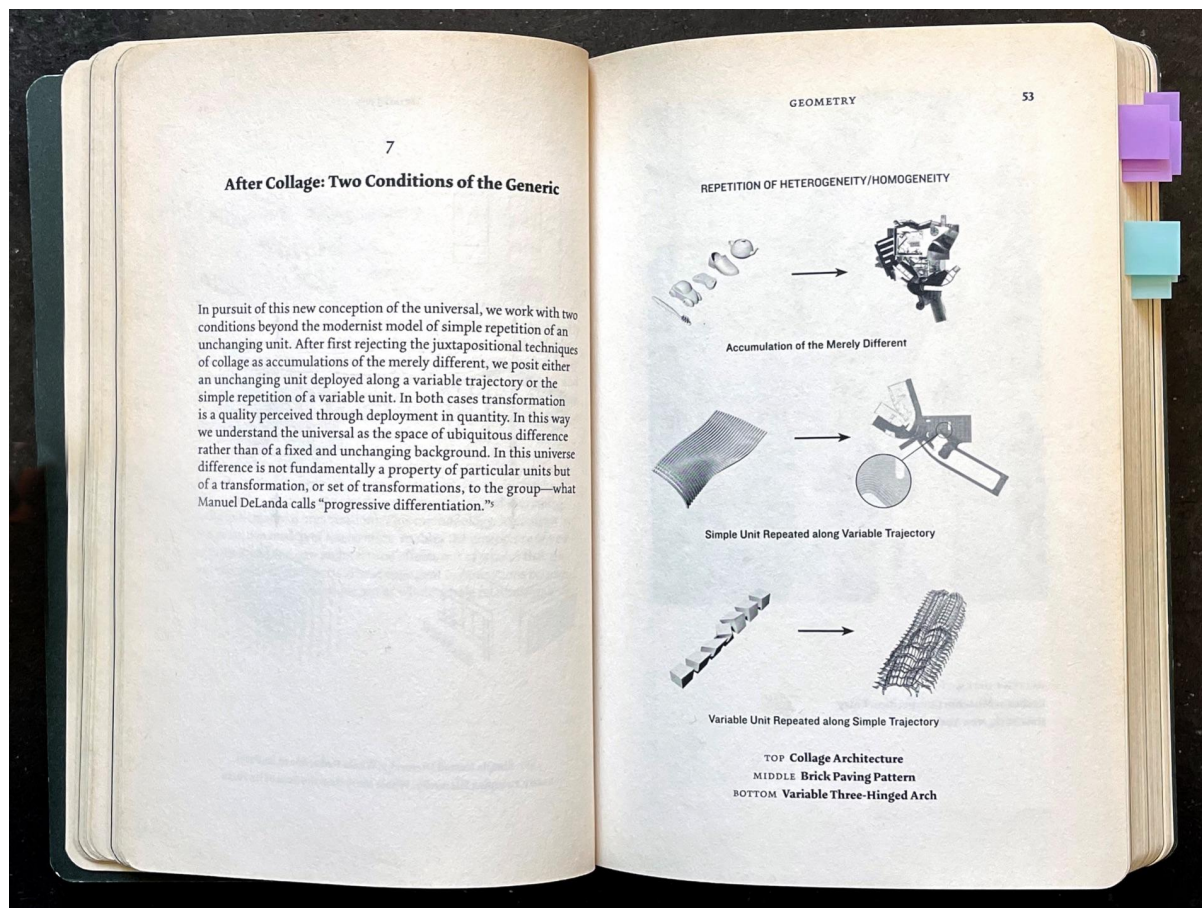 7
After Collage: Two Conditions of the Generic
In pursuit of this new conception of the universal, we work with two
conditions beyond the modernist model of simple repetition of an
unchanging unit. After first rejecting the juxtapositional techniques
of collage as accumulations of the merely different, we posit either
an unchanging unit deployed along a variable trajectory or the
simple repetition of a variable unit. In both cases transformation
is a quality perceived through deployment in quantity. In this way
we understand the universal as the space of ubiquitous difference
rather than of a fixed and unchanging background. In this universe
difference is not fundamentally a property of particular units but
of a transformation, or set of transformations, to the group—what
Manuel DeLanda calls “progressive differentiation.”⁵
GEOMETRY 53
REPETITION OF HETEROGENEITY/HOMOGENEITY
Accumulation of the Merely Different
Simple Unit Repeated along Variable Trajectory
Variable Unit Repeated along Simple Trajectory
TOP Collage Architecture
MIDDLE Brick Paving Pattern
BOTTOM Variable Three-Hinged Arch